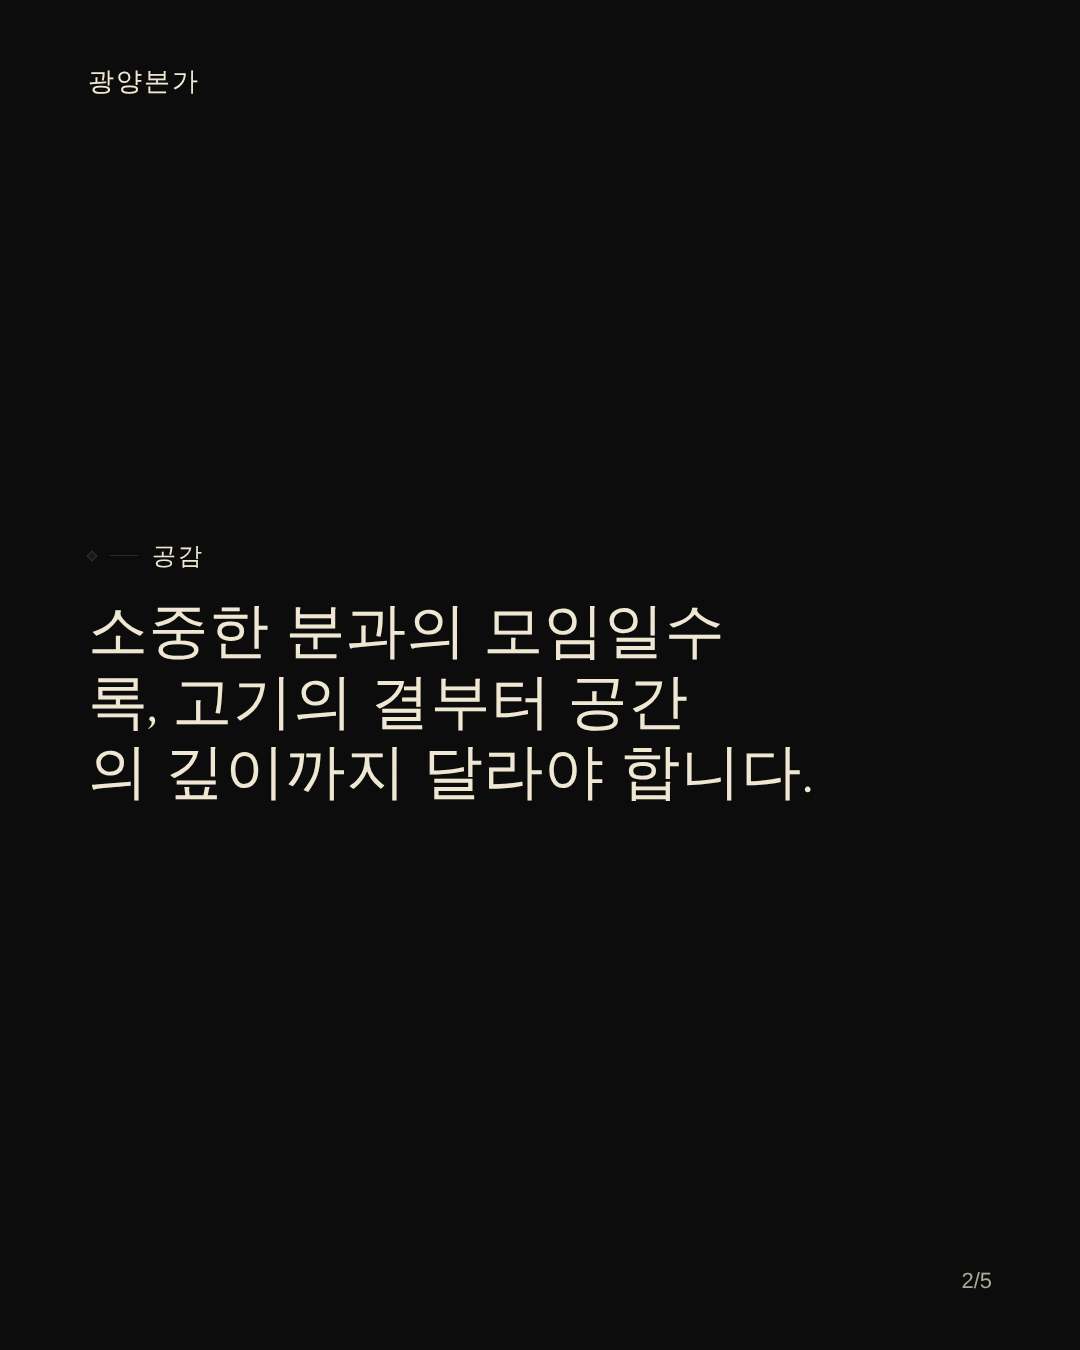 광양본가
공감
소중한 분과의 모임일수
록, 고기의 결부터 공간
의 깊이까지 달라야 합니다.
2/5